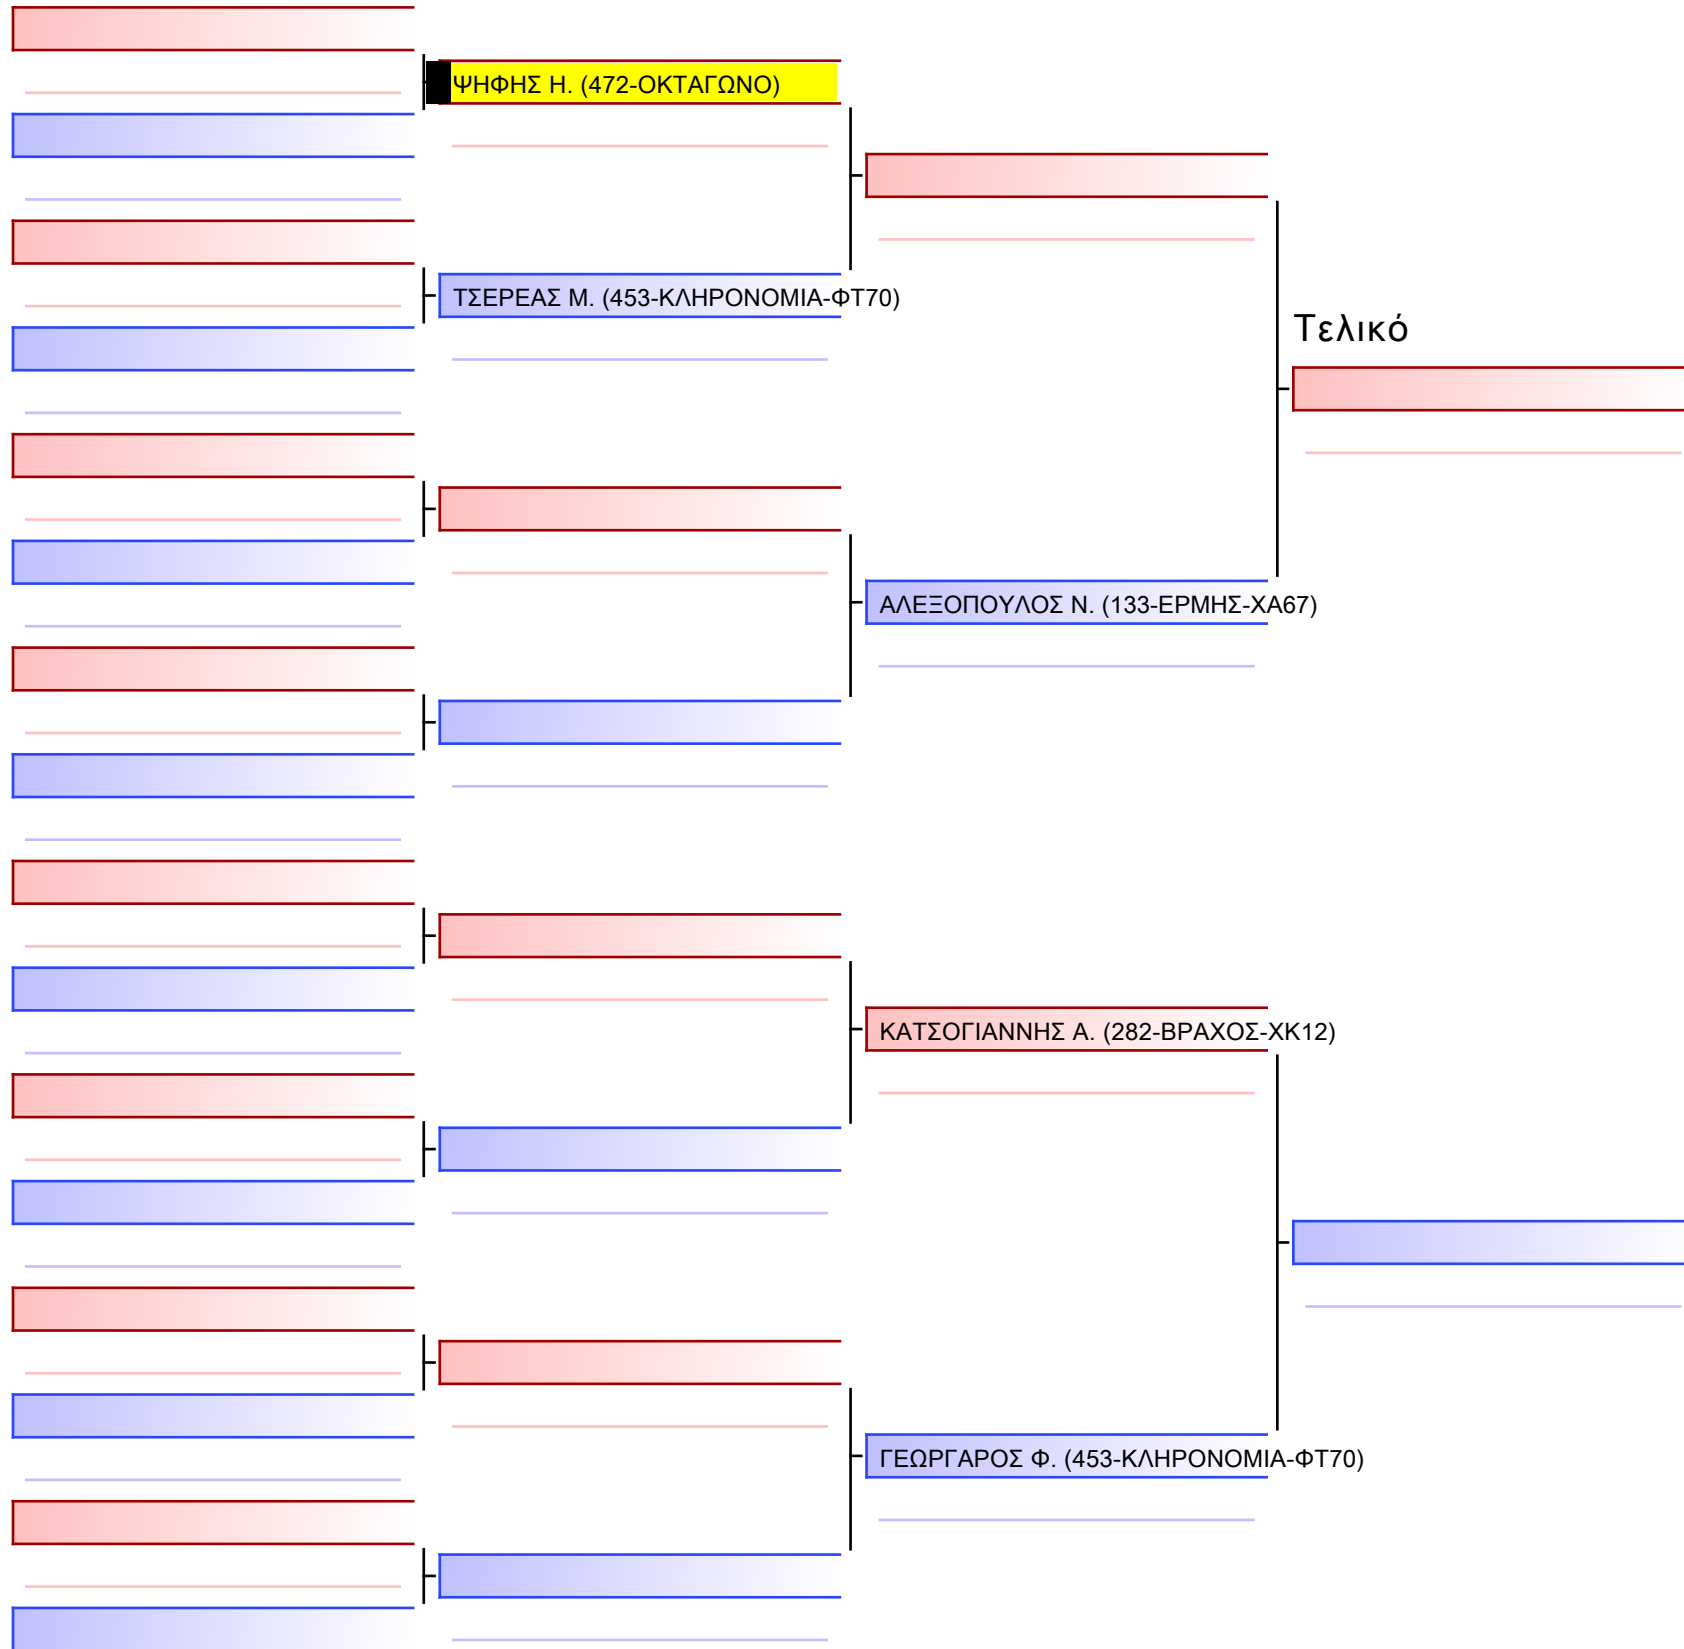 ΨΗΦΗΣ Η. (472-ΟΚΤΑΓΩΝΟ)
ΤΣΕΡΕΑΣ Μ. (453-ΚΛΗΡΟΝΟΜΙΑ-ΦΤ70)
Τελικό
ΑΛΕΞΟΠΟΥΛΟΣ Ν. (133-ΕΡΜΗΣ-ΧΑ67)
ΚΑΤΣΟΓΙΑΝΝΗΣ Α. (282-ΒΡΑΧΟΣ-ΧΚ12)
ΓΕΩΡΓΑΡΟΣ Φ. (453-ΚΛΗΡΟΝΟΜΙΑ-ΦΤ70)